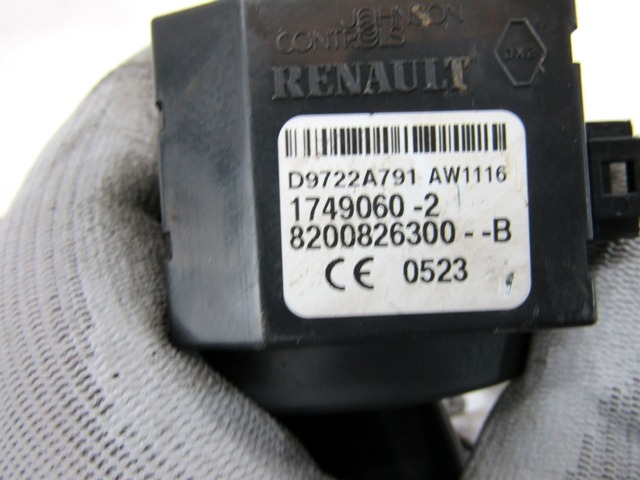 JOHNSON
CONTROLS
RENAULT
D9722A791 AW1116
1749060-2
8200826300--B
CE 0523